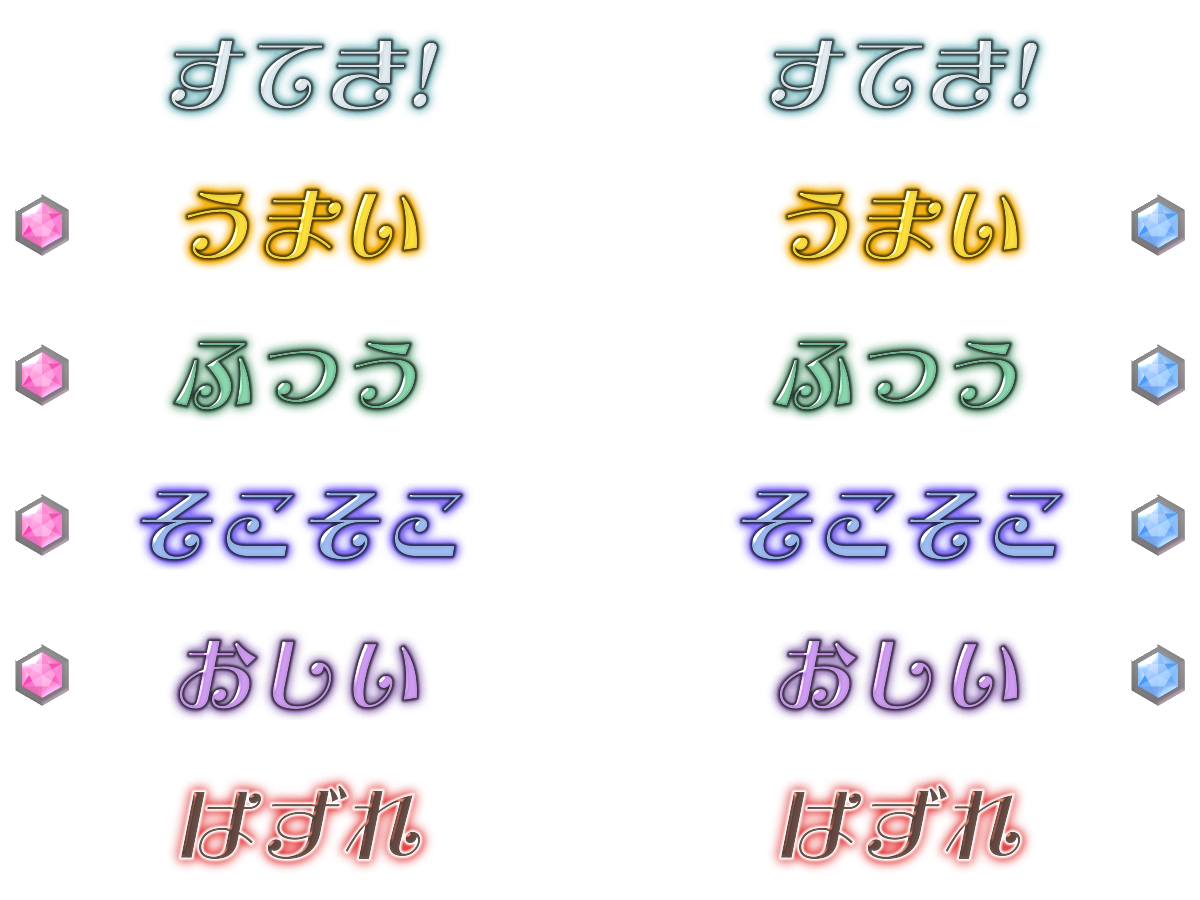 すてき! すてき!
うまい うまい
ふつう ふつう
そこそこ そこそこ
おしい おしい
はずれ はずれ